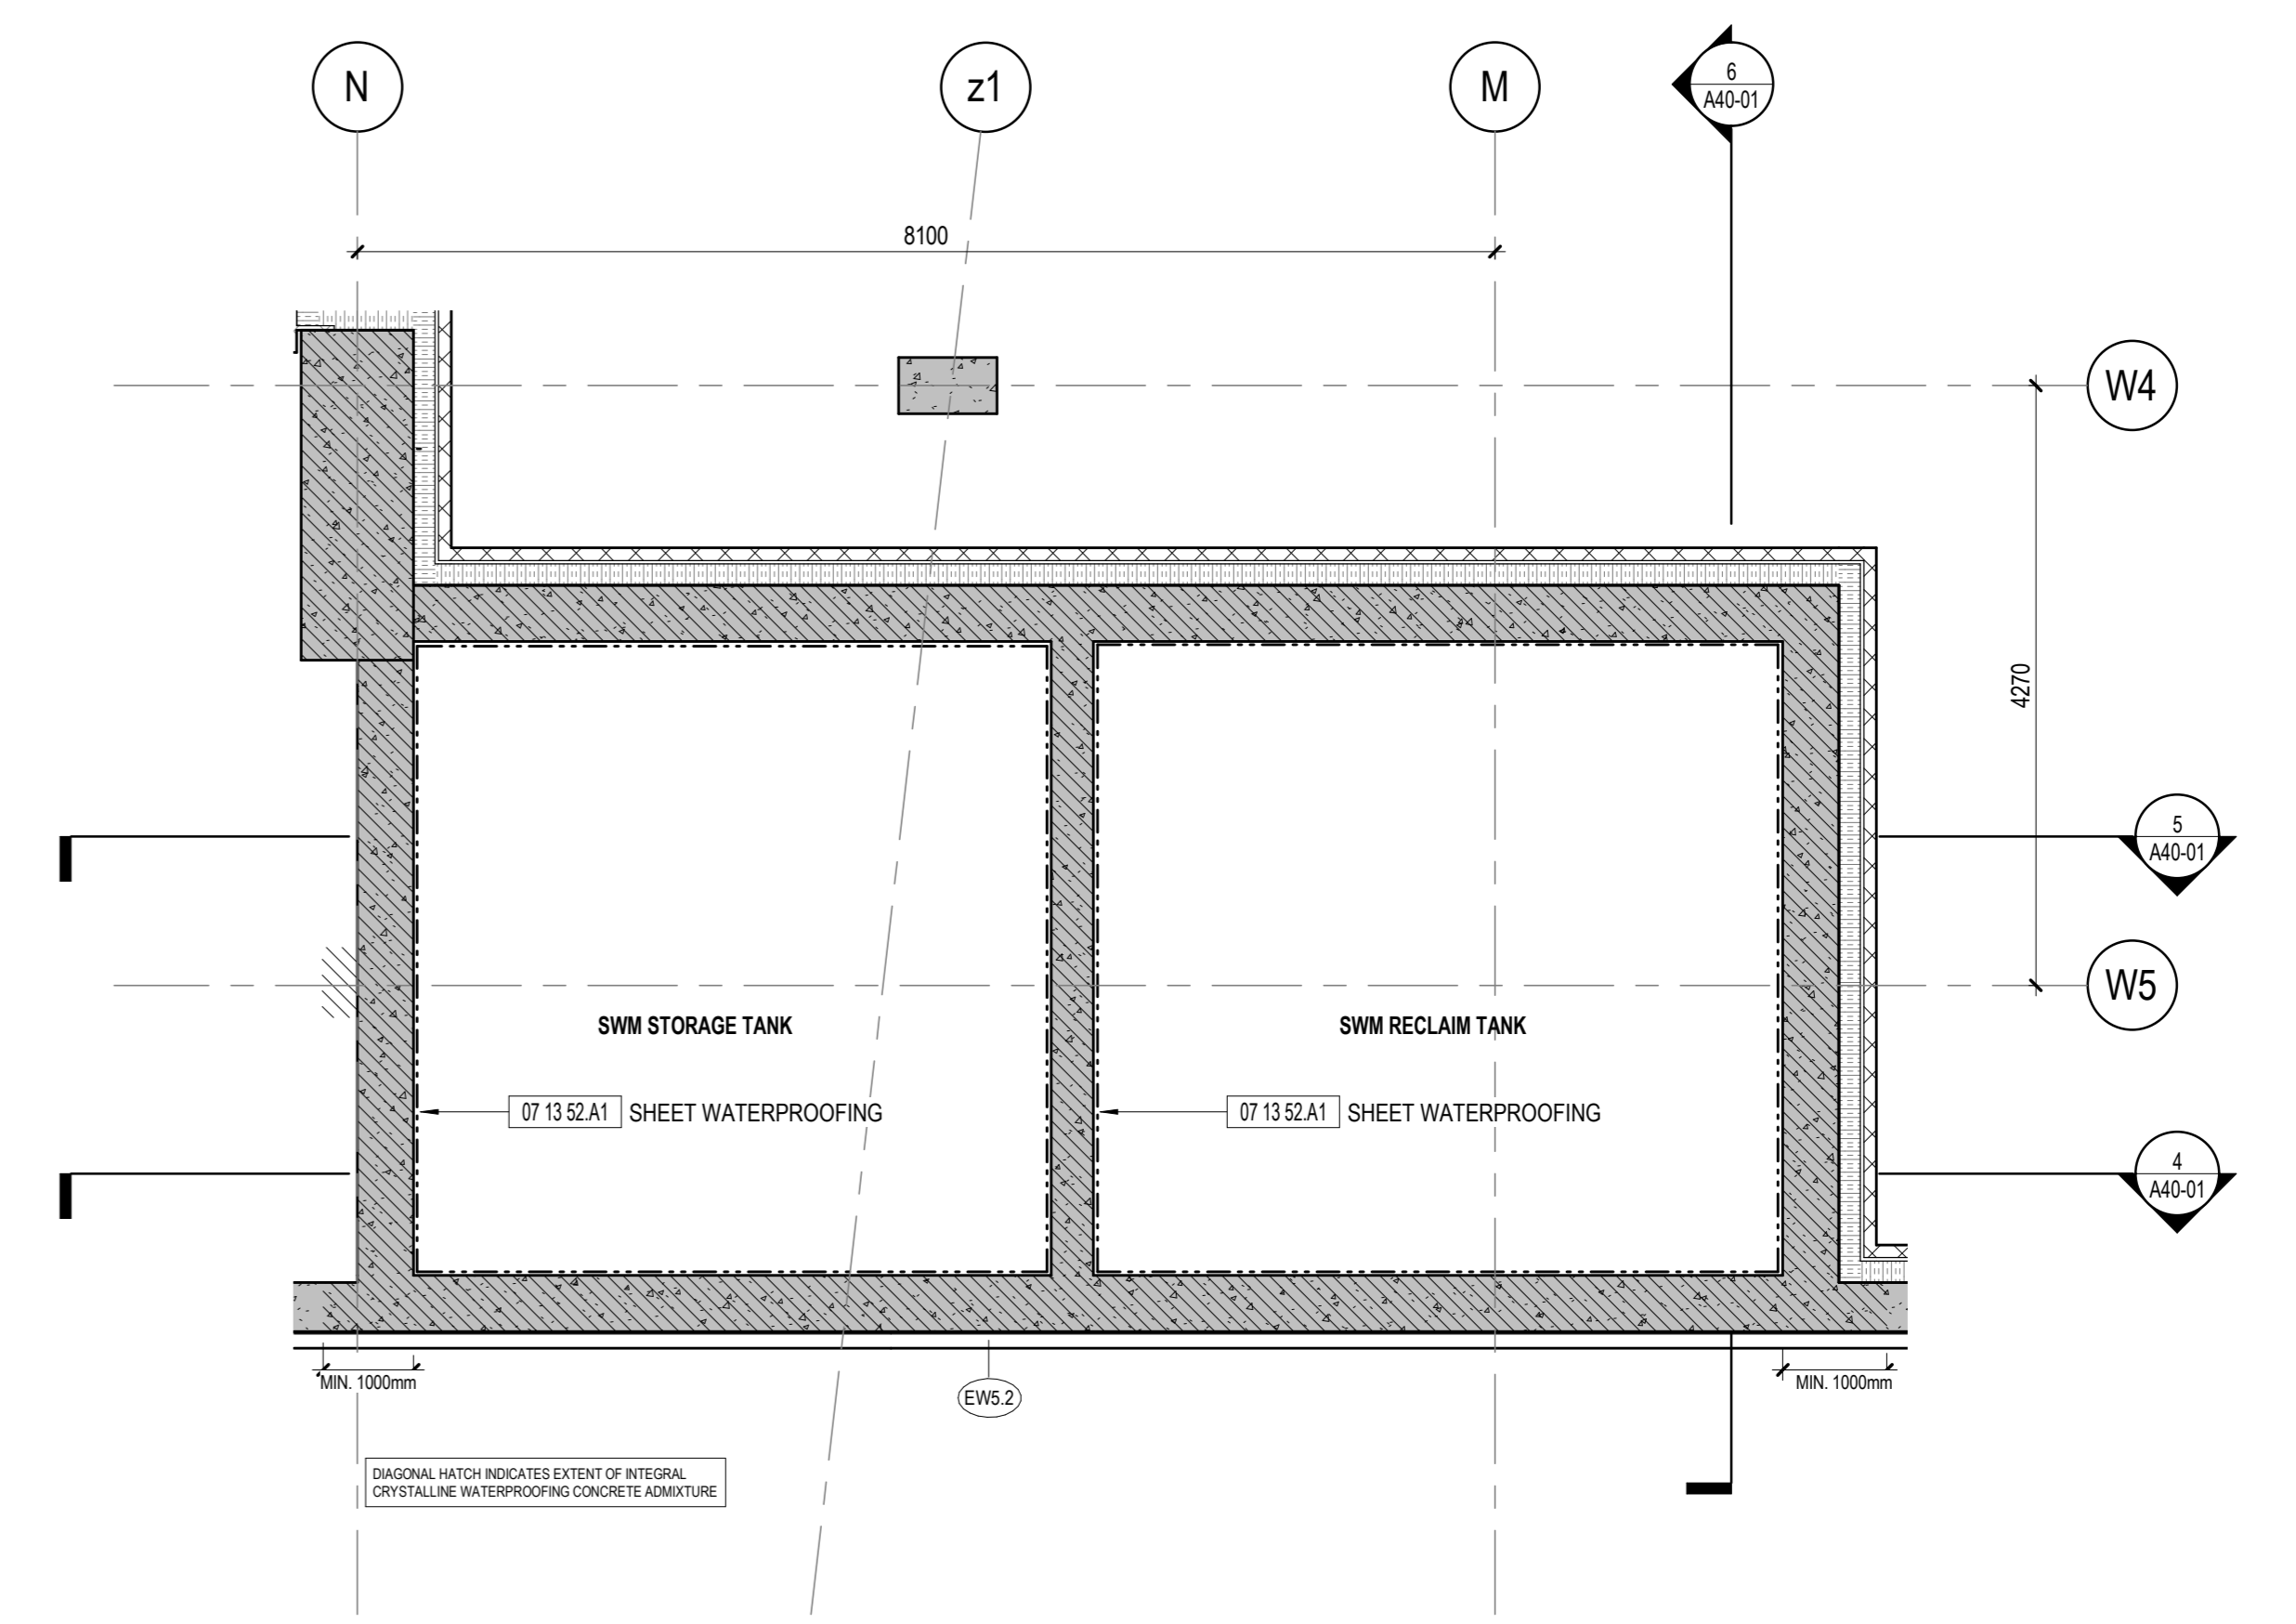 N
z1
M
6
A40-01
8100
W4
4270
5
A40-01
W5
SWM STORAGE TANK
SWM RECLAIM TANK
07 13 52.A1 SHEET WATERPROOFING
07 13 52.A1 SHEET WATERPROOFING
4
A40-01
MIN. 1000mm
EW5.2
MIN. 1000mm
DIAGONAL HATCH INDICATES EXTENT OF INTEGRAL
CRYSTALLINE WATERPROOFING CONCRETE ADMIXTURE